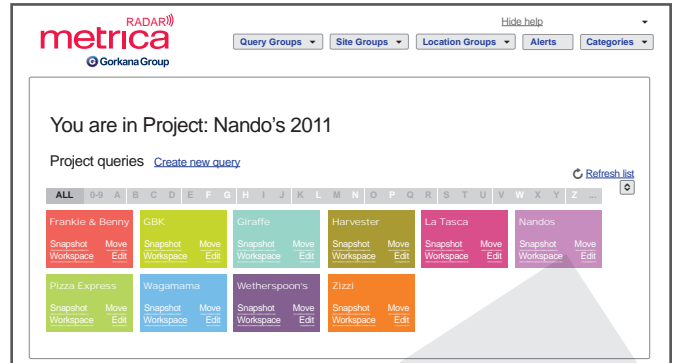 RADAR
metrica
Gorkana Group
Hide help
Query Groups Site Groups Location Groups Alerts Categories
You are in Project: Nando's 2011
Project queries Create new query
Refresh list
ALL 0-9 A B C D E F G H I J K L M N O P Q R S T U V W X Y Z ...
Frankie & Benny GBK Giraffe Harvester La Tasca Nandos
Snapshot Move Snapshot Move Snapshot Move Snapshot Move Snapshot Move Snapshot Move
Workspace Edit Workspace Edit Workspace Edit Workspace Edit Workspace Edit Workspace Edit
Pizza Express Wagamama Wetherspoon's Zizzi
Snapshot Move Snapshot Move Snapshot Move Snapshot Move
Workspace Edit Workspace Edit Workspace Edit Workspace Edit